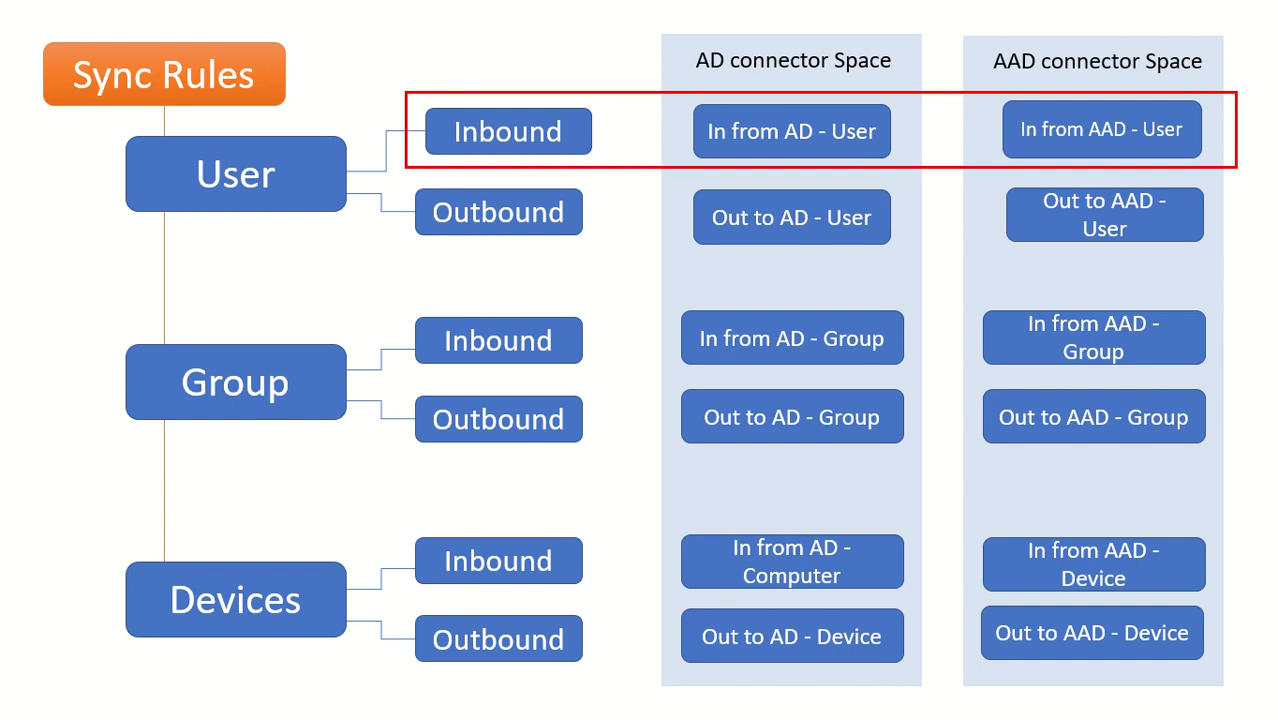 Sync Rules
AD connector Space
AAD connector Space
User
Inbound
In from AD - User
In from AAD - User
Outbound
Out to AD - User
Out to AAD -
User
Group
Inbound
In from AD - Group
In from AAD -
Group
Outbound
Out to AD - Group
Out to AAD - Group
Devices
Inbound
In from AD -
Computer
In from AAD -
Device
Outbound
Out to AD - Device
Out to AAD - Device